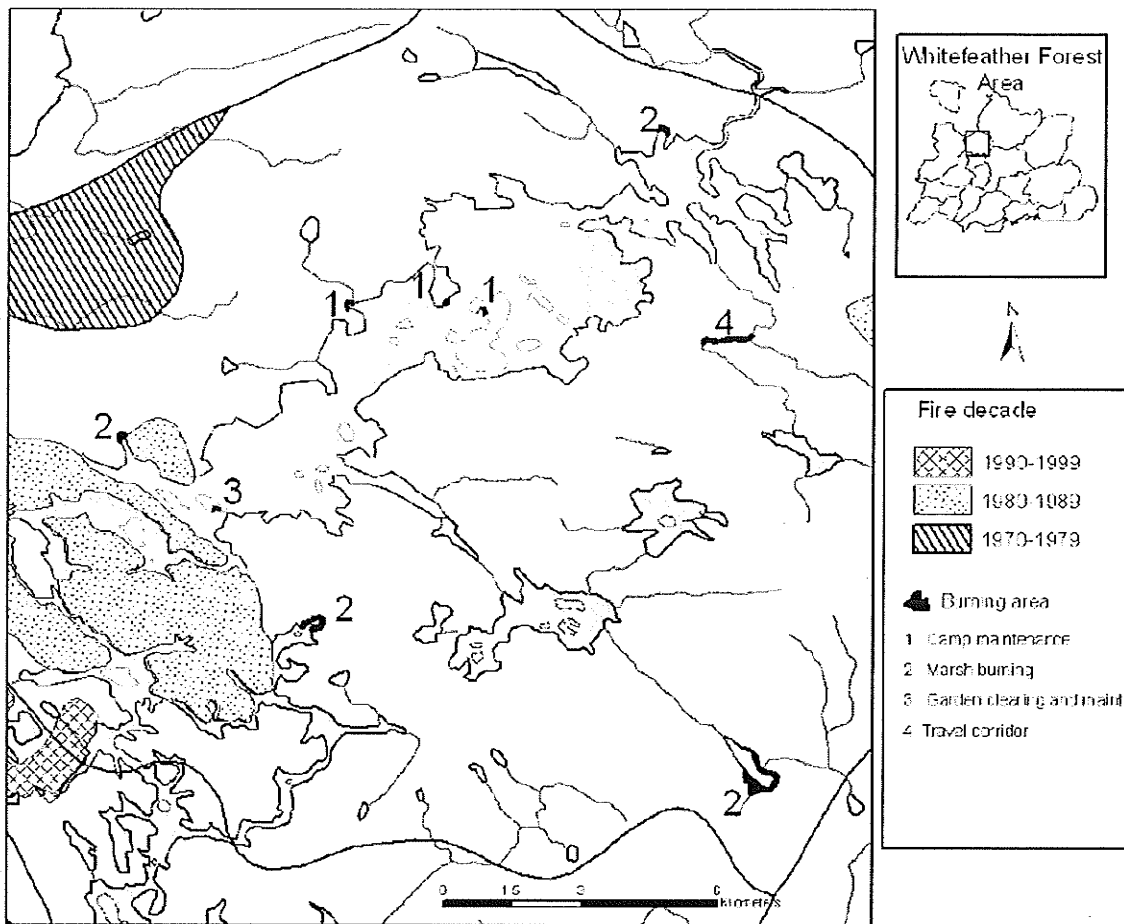 Whitefeather Forest
Area
2
1
1
1
4
2
3
2
2
Fire decade
1990-1999
1980-1989
1970-1979
Burning area
1 Camp maintenance
2 Marsh burning
3 Garden clearing and maint
4 Travel corridor
0 1.5 3 6
Kilometers